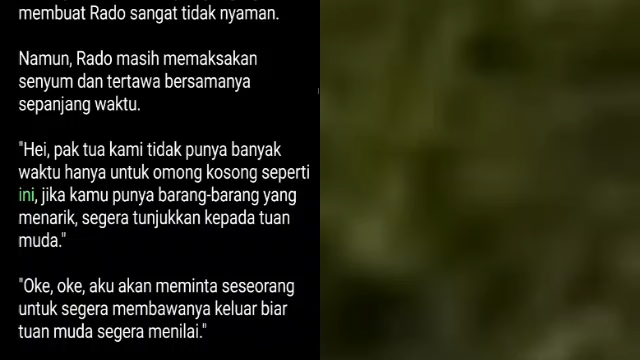 membuat Rado sangat tidak nyaman.
Namun, Rado masih memaksakan
senyum dan tertawa bersamanya
sepanjang waktu.
"Hei, pak tua kami tidak punya banyak
waktu hanya untuk omong kosong seperti
ini, jika kamu punya barang-barang yang
menarik, segera tunjukkan kepada tuan
muda."
"Oke, oke, aku akan meminta seseorang
untuk segera membawanya keluar biar
tuan muda segera menilai."